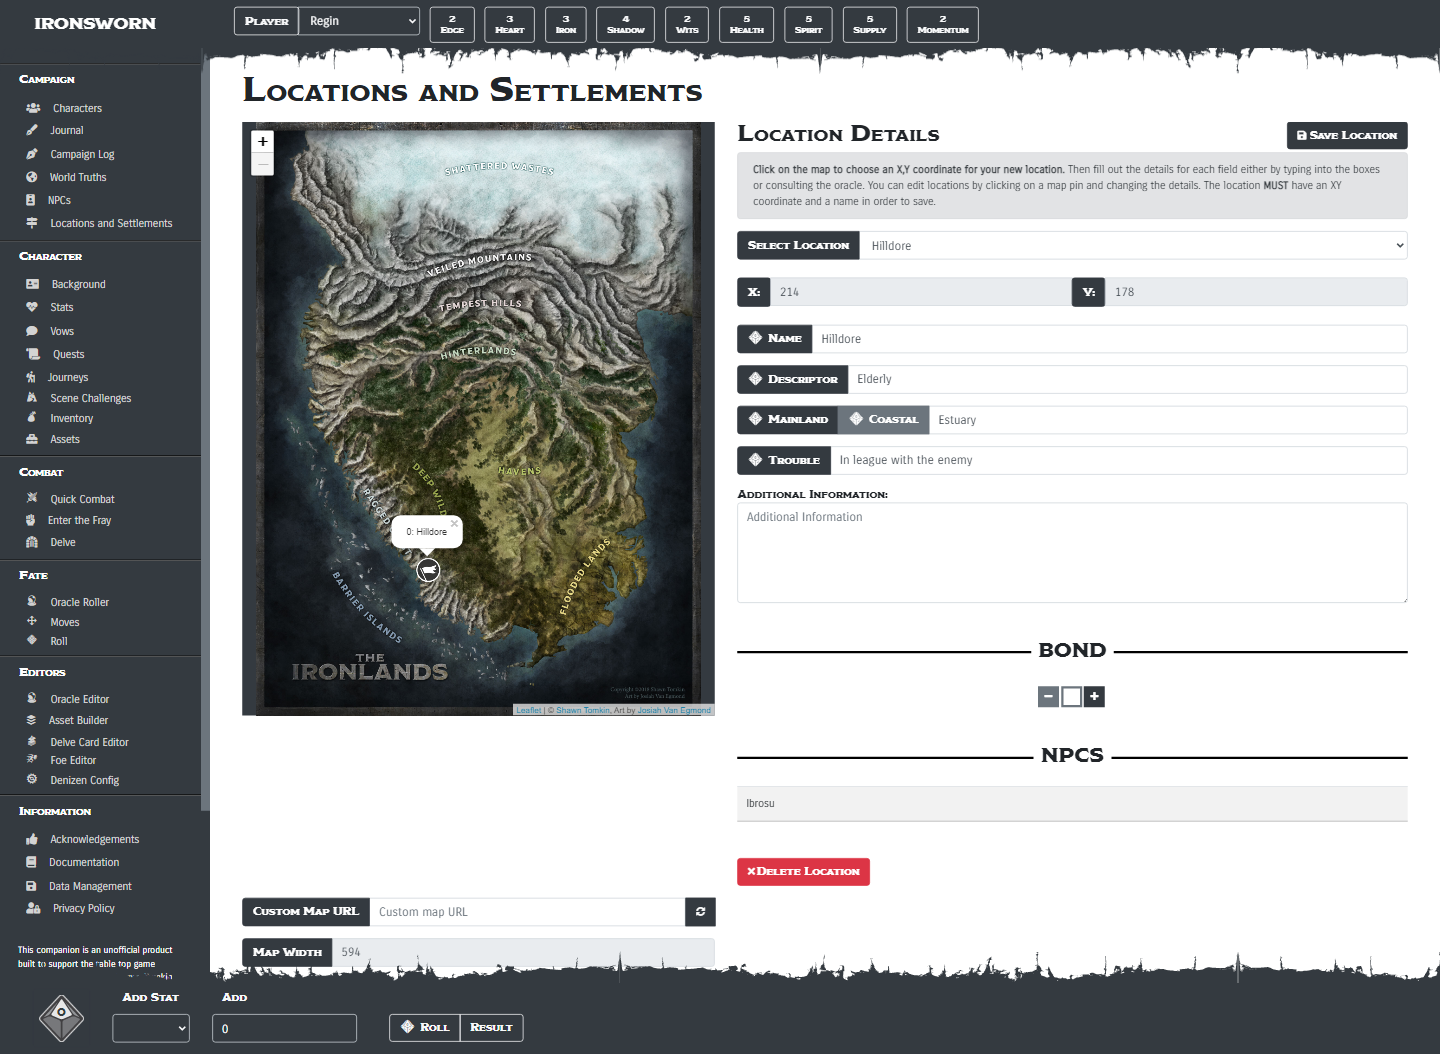 IRONSWORN
Player Regin
2 Edge
3 Heart
3 Iron
4 Shadow
2 Wits
5 Health
5 Spirit
5 Supply
2 Momentum
Campaign
Characters
Journal
Campaign Log
World Truths
NPCs
Locations and Settlements
Character
Background
Stats
Vows
Quests
Journeys
Scene Challenges
Inventory
Assets
Combat
Quick Combat
Enter the Fray
Delve
Fate
Oracle Roller
Moves
Roll
Editors
Oracle Editor
Asset Builder
Delve Card Editor
Foe Editor
Denizen Config
Information
Acknowledgements
Documentation
Data Management
Privacy Policy
This companion is an unofficial product
built to support the table top game
Locations and Settlements
+
−
SHATTERED WASTES
VEILED MOUNTAINS
TEMPEST HILLS
HINTERLANDS
HAVENS
DEEP WILD
RAGGED
0: Hilldore
×
FLOODED LANDS
BARRIER ISLANDS
THE
IRONLANDS
Copyright ©2018 Shawn Tomkin
Art by Josiah Van Egmond
Leaflet | © Shawn Tomkin, Art by Josiah Van Egmond
Custom Map URL Custom map URL
Map Width 594
Location Details
Save Location
Click on the map to choose an X,Y coordinate for your new location. Then fill out the details for each field either by typing into the boxes
or consulting the oracle. You can edit locations by clicking on a map pin and changing the details. The location MUST have an XY
coordinate and a name in order to save.
Select Location Hilldore
X: 214 Y: 178
Name Hilldore
Descriptor Elderly
Mainland Coastal Estuary
Trouble In league with the enemy
Additional Information:
Additional Information
BOND
− +
NPCS
Ibrosu
×Delete Location
Add Stat
Add
0
Roll Result